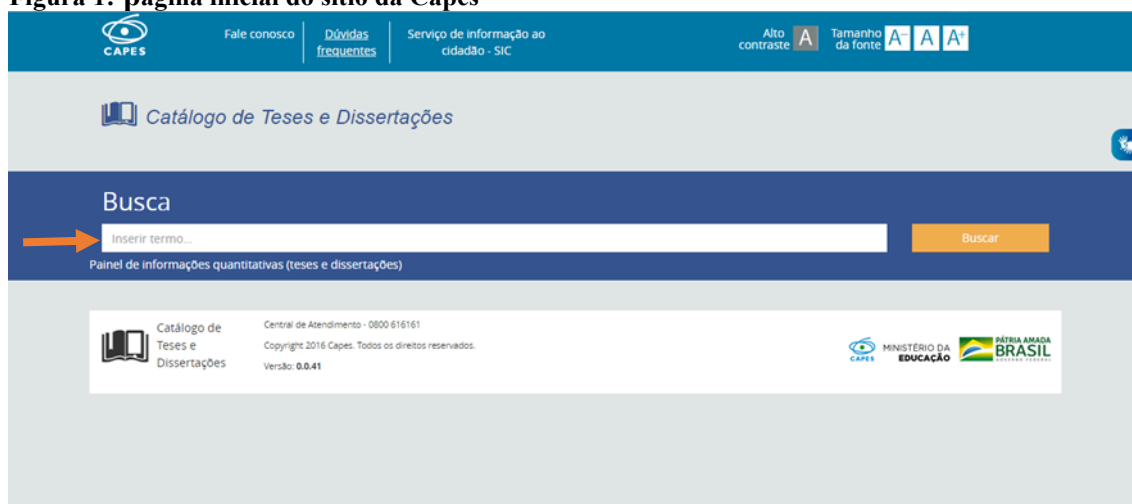 Figura 1: página inicial do sítio da Capes
CAPES
Fale conosco
Dúvidas
frequentes
Serviço de informação ao
cidadão - SIC
Alto
contraste A
Tamanho
da fonte A- A A+
Catálogo de Teses e Dissertações
Busca
Inserir termo...
Buscar
Painel de informações quantitativas (teses e dissertações)
Catálogo de
Teses e
Dissertações
Central de Atendimento - 0800 616161
Copyright 2016 Capes. Todos os direitos reservados.
Versão: 0.0.41
CAPES
MINISTÉRIO DA
EDUCAÇÃO
PÁTRIA AMADA
BRASIL
GOVERNO FEDERAL